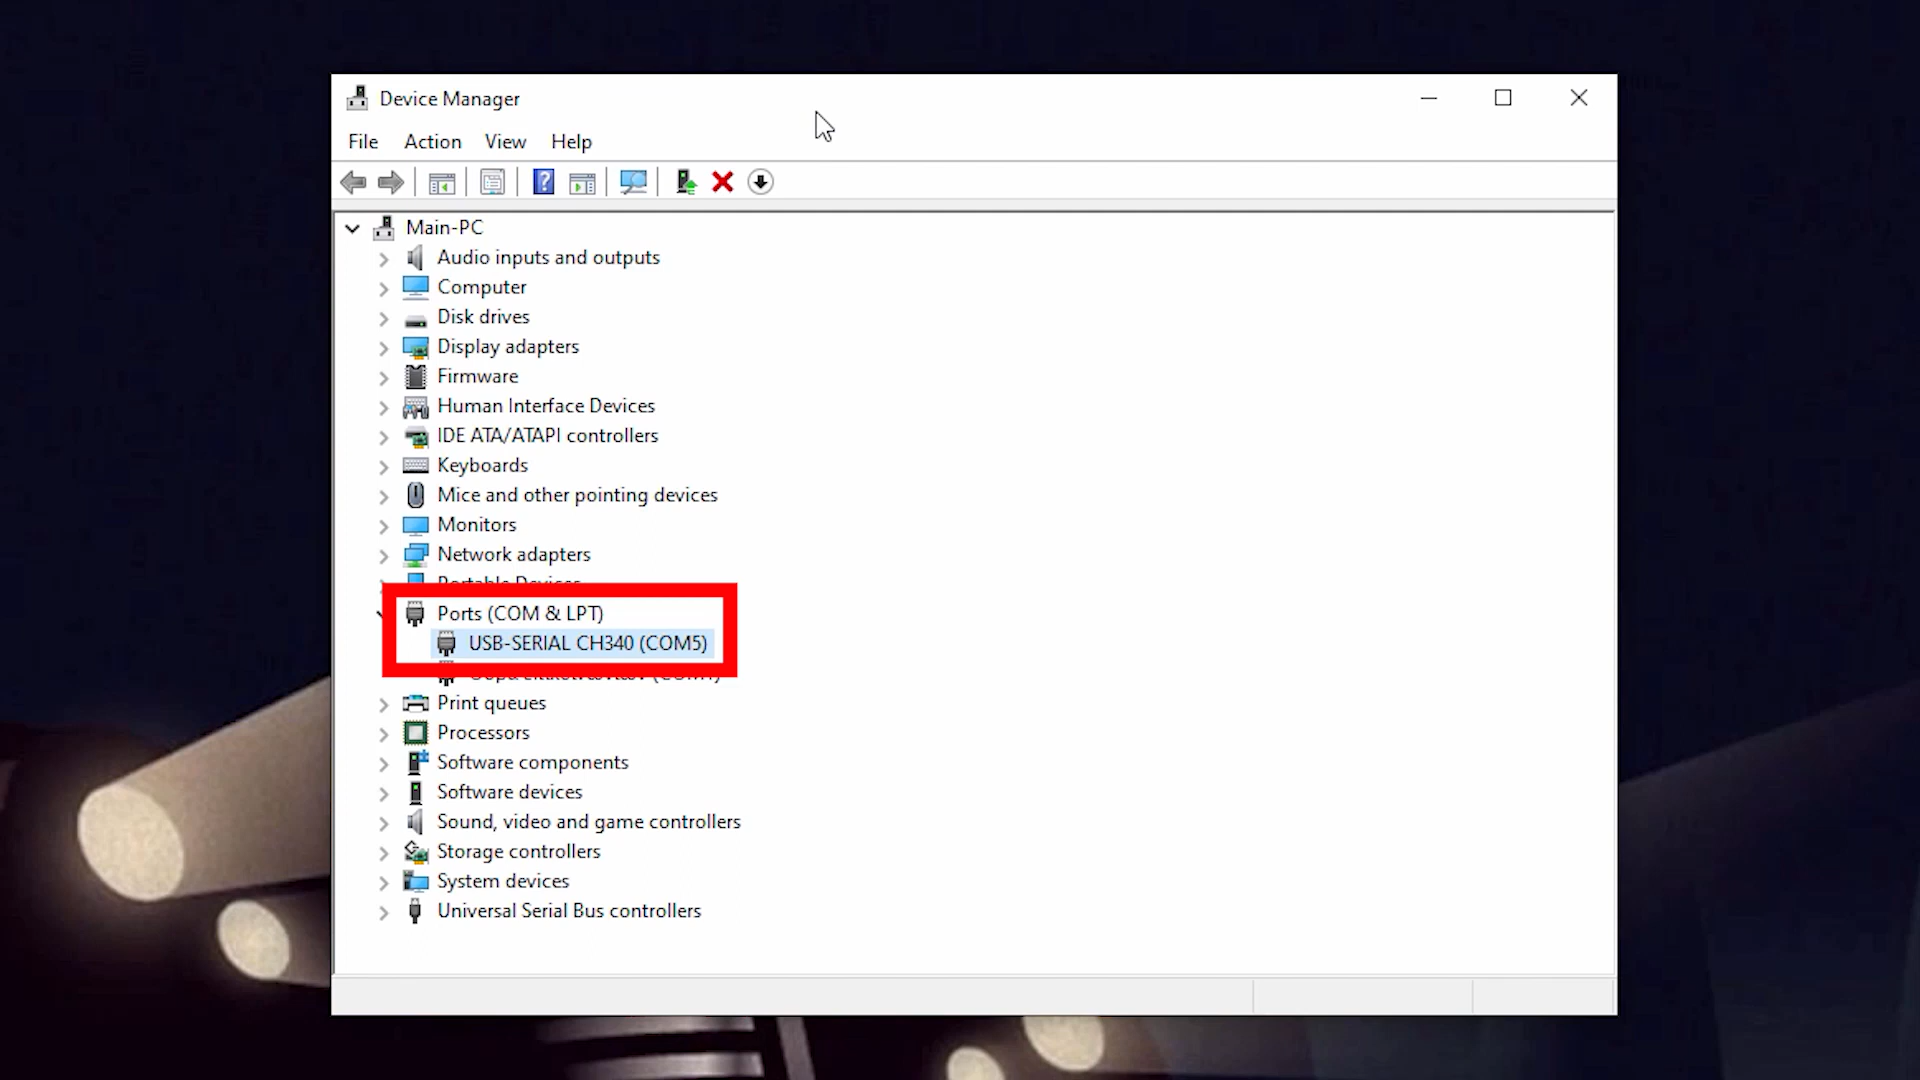 Device Manager
File Action View Help
Main-PC
Audio inputs and outputs
Computer
Disk drives
Display adapters
Firmware
Human Interface Devices
IDE ATA/ATAPI controllers
Keyboards
Mice and other pointing devices
Monitors
Network adapters
Portable Devices
Ports (COM & LPT)
USB-SERIAL CH340 (COM5)
Print queues
Processors
Software components
Software devices
Sound, video and game controllers
Storage controllers
System devices
Universal Serial Bus controllers